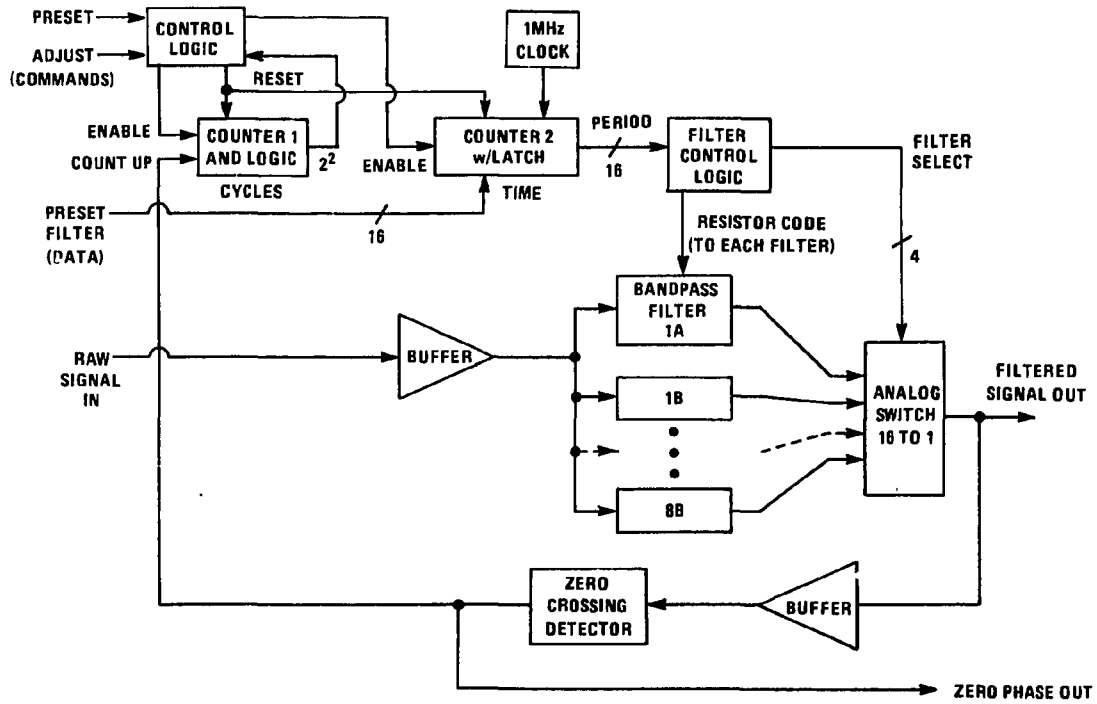 PRESET
ADJUST
(COMMANDS)
CONTROL
LOGIC
1MHz
CLOCK
RESET
ENABLE
COUNT UP
COUNTER 1
AND LOGIC
2²
CYCLES
ENABLE
COUNTER 2
w/LATCH
TIME
PERIOD
16
FILTER
CONTROL
LOGIC
FILTER
SELECT
PRESET
FILTER
(DATA)
16
RESISTOR CODE
(TO EACH FILTER)
4
RAW
SIGNAL
IN
BUFFER
BANDPASS
FILTER
1A
1B
8B
ANALOG
SWITCH
16 TO 1
FILTERED
SIGNAL OUT
ZERO
CROSSING
DETECTOR
BUFFER
ZERO PHASE OUT